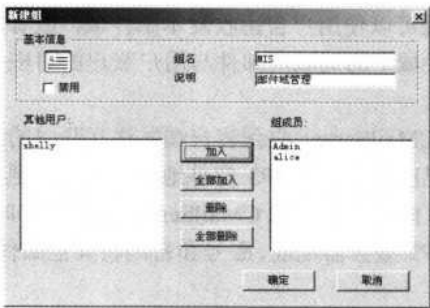 新建组
基本信息
组名 MIS
说明 邮件域管理
禁用
其他用户:
组成员:
shelly
Admin
alice
加入
全部加入
删除
全部删除
确定
取消